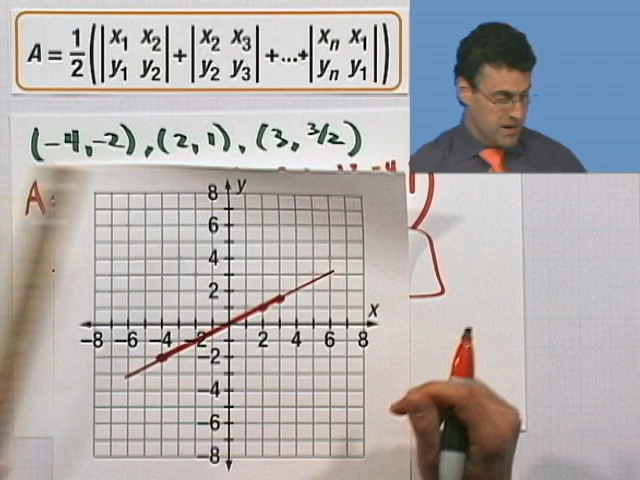 A = 1/2 ( | x₁ x₂ | + | x₂ x₃ | + ...+ | xₙ x₁ | )
y₁ y₂ y₂ y₃ yₙ y₁
(-4,-2), (2, 1), (3, 3/2)
A
y
8
6
4
2
x
-8 -6 -4 -2 2 4 6 8
-2
-4
-6
-8